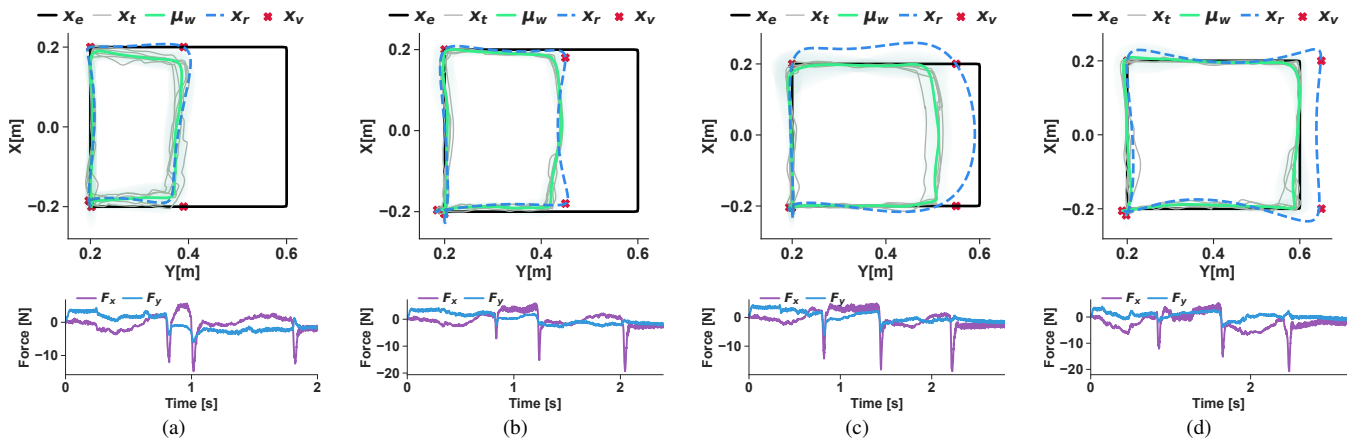 x_e x_t μ_w x_r x_v
0.2
0.0
−0.2
X[m]
0.2 0.4 0.6
Y[m]
F_x F_y
0
−10
Force [N]
0 1 2
Time [s]
(a)
x_e x_t μ_w x_r x_v
0.2
0.0
−0.2
X[m]
0.2 0.4 0.6
Y[m]
F_x F_y
0
−10
−20
Force [N]
0 1 2
Time [s]
(b)
x_e x_t μ_w x_r x_v
0.2
0.0
−0.2
X[m]
0.2 0.4 0.6
Y[m]
F_x F_y
0
−10
Force [N]
0 1 2
Time [s]
(c)
x_e x_t μ_w x_r x_v
0.2
0.0
−0.2
X[m]
0.2 0.4 0.6
Y[m]
F_x F_y
0
−10
−20
Force [N]
0 2
Time [s]
(d)